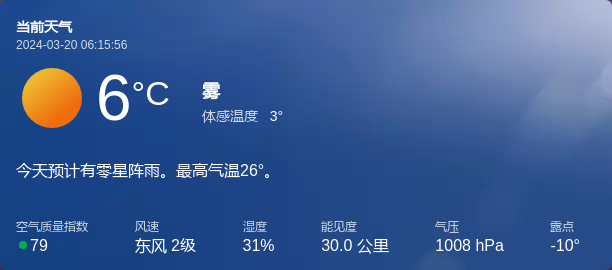 当前天气
2024-03-20 06:15:56
6°C
雾
体感温度 3°
今天预计有零星阵雨。最高气温26°。
空气质量指数 风速 湿度 能见度 气压 露点
79 东风 2级 31% 30.0 公里 1008 hPa -10°